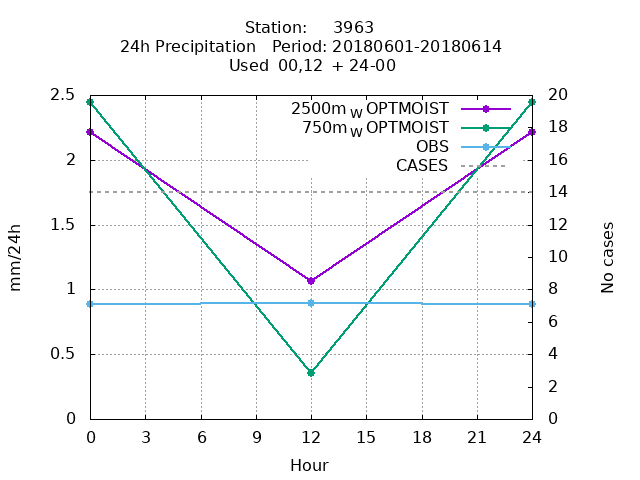 Station: 3963
24h Precipitation Period: 20180601-20180614
Used 00,12 + 24-00
2.5 20
2500m W OPTMOIST
750m W OPTMOIST 18
OBS
2 16
CASES
14
1.5 12
mm/24h
No cases
10
1 8
6
0.5 4
2
0 0
0 3 6 9 12 15 18 21 24
Hour